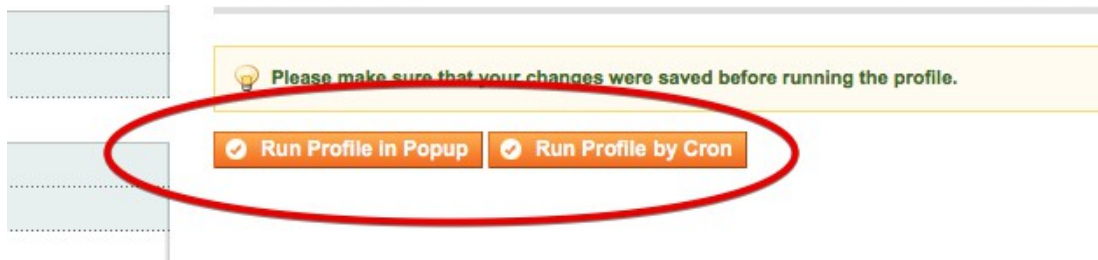 Please make sure that your changes were saved before running the profile.
Run Profile in Popup Run Profile by Cron